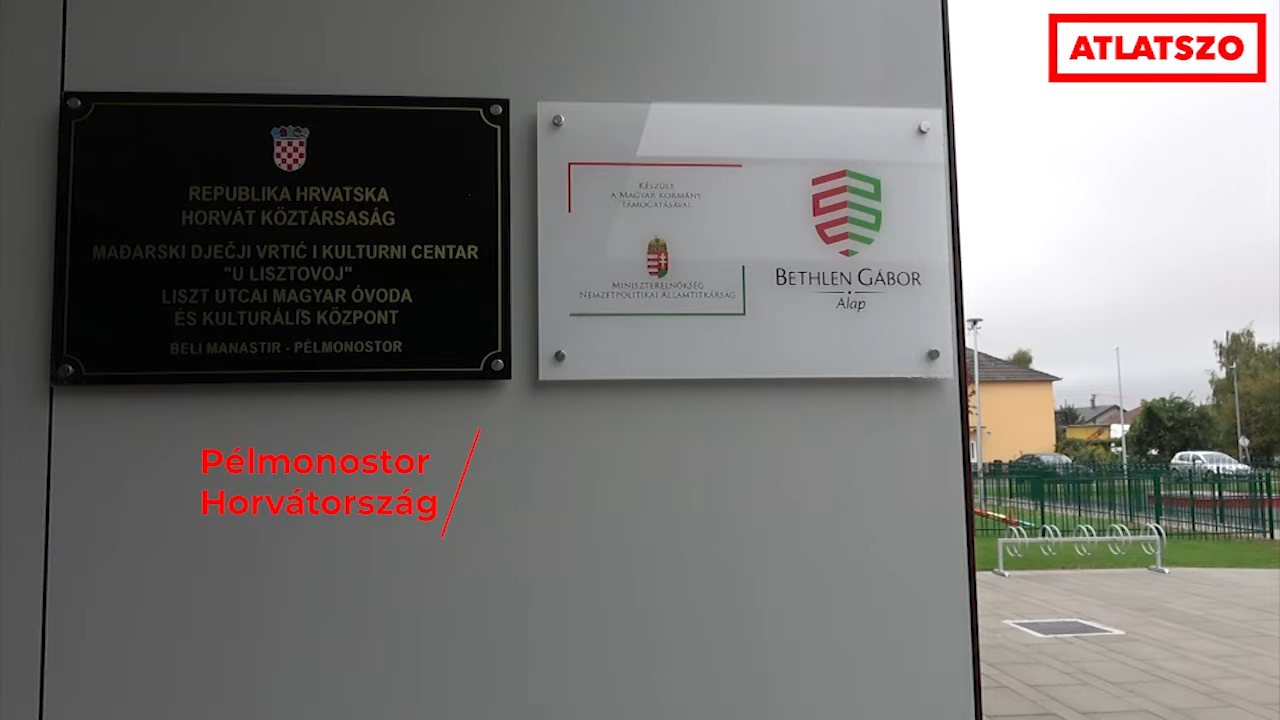 ATLATSZO
REPUBLIKA HRVATSKA
HORVÁT KÖZTÁRSASÁG
MAĐARSKI DJEČJI VRTIĆ I KULTURNI CENTAR
"U LISZTOVOJ"
LISZT UTCAI MAGYAR ÓVODA
ÉS KULTURÁLIS KÖZPONT
BELI MANASTIR - PÉLMONOSTOR
KÉSZÜLT
A MAGYAR KORMÁNY
TÁMOGATÁSÁVAL
MINISZTERELNÖKSÉG
NEMZETPOLITIKAI ÁLLAMTITKÁRSÁG
BETHLEN GÁBOR
Alap
Pélmonostor
Horvátország